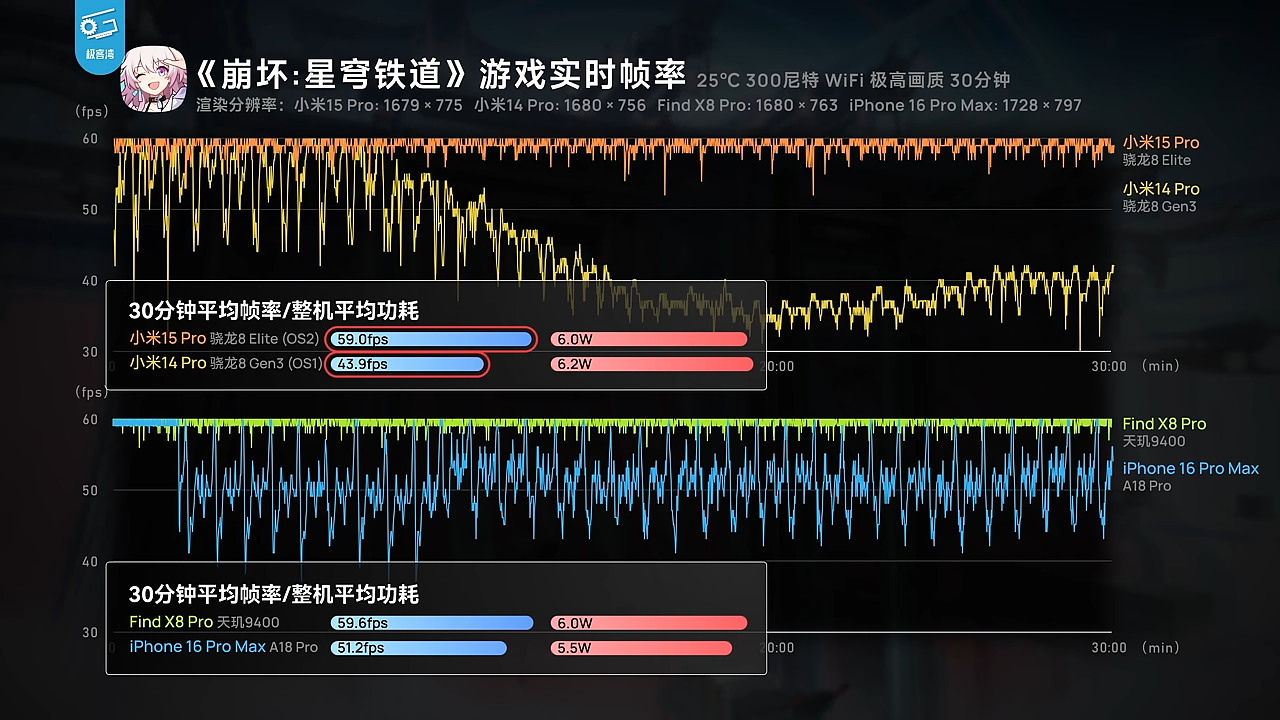 极客湾
《崩坏:星穹铁道》游戏实时帧率 25℃ 300尼特 WiFi 极高画质 30分钟
渲染分辨率: 小米15 Pro: 1679 × 775 小米14 Pro: 1680 × 756 Find X8 Pro: 1680 × 763 iPhone 16 Pro Max: 1728 × 797
(fps)
60
50
40
30
小米15 Pro
骁龙8 Elite
小米14 Pro
骁龙8 Gen3
30分钟平均帧率/整机平均功耗
小米15 Pro 骁龙8 Elite (OS2) 59.0fps 6.0W
小米14 Pro 骁龙8 Gen3 (OS1) 43.9fps 6.2W
0 20:00 30:00 (min)
(fps)
60
50
40
30
Find X8 Pro
天玑9400
iPhone 16 Pro Max
A18 Pro
30分钟平均帧率/整机平均功耗
Find X8 Pro 天玑9400 59.6fps 6.0W
iPhone 16 Pro Max A18 Pro 51.2fps 5.5W
0 20:00 30:00 (min)